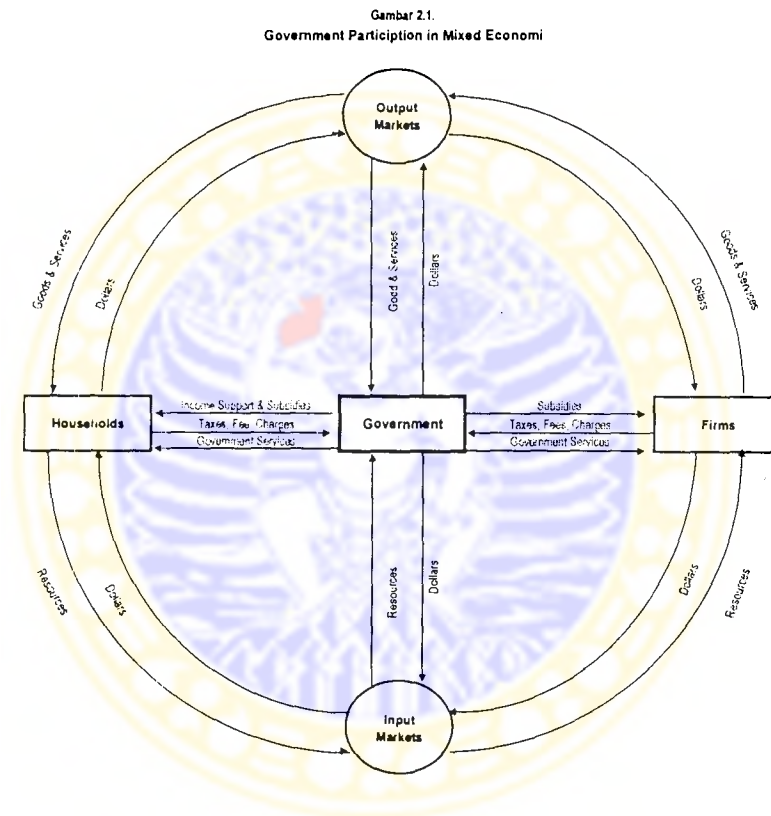 Gambar 2.1.
Government Particiption in Mixed Economi
Output
Markets
Goods & Services
Dollars
Good & Services
Dollars
Dollars
Goods & Services
Households
Income Support & Subsidies
Taxes, Fee, Charges
Government Services
Government
Subsidies
Taxes, Fees, Charges
Government Services
Firms
Resources
Dollars
Resources
Dollars
Dollars
Resources
Input
Markets